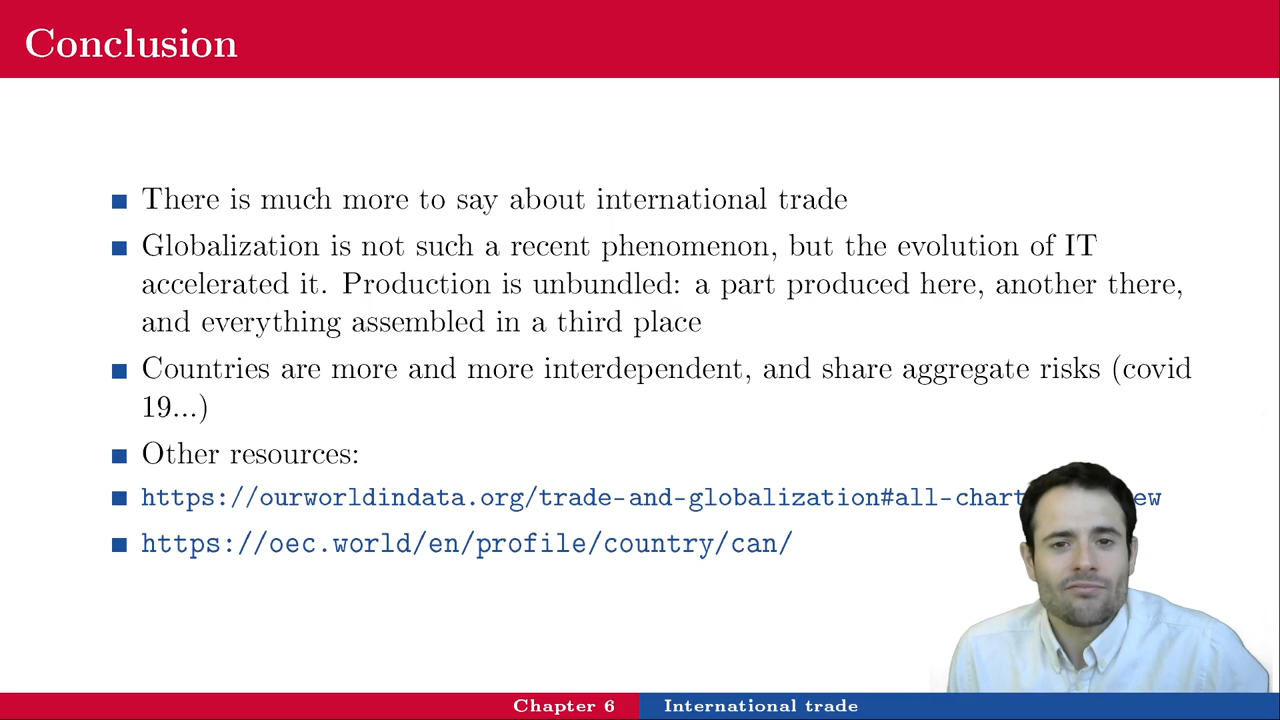 Conclusion
There is much more to say about international trade
Globalization is not such a recent phenomenon, but the evolution of IT
accelerated it. Production is unbundled: a part produced here, another there,
and everything assembled in a third place
Countries are more and more interdependent, and share aggregate risks (covid
19...)
Other resources:
https://ourworldindata.org/trade-and-globalization#all-chart ew
https://oec.world/en/profile/country/can/
Chapter 6 International trade